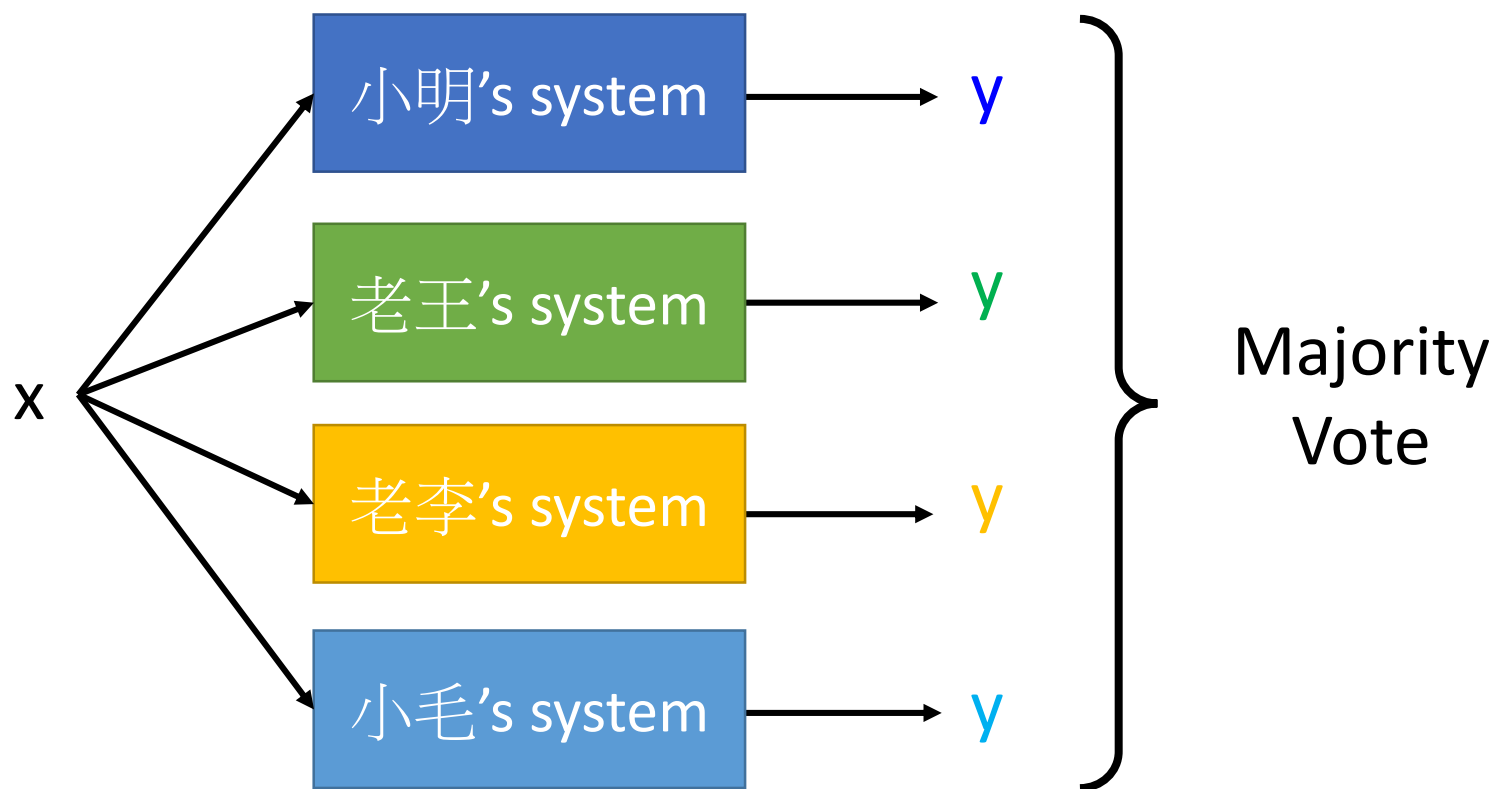 小明’s system
y
老王’s system
y
x
老李’s system
y
小毛’s system
y
Majority
Vote